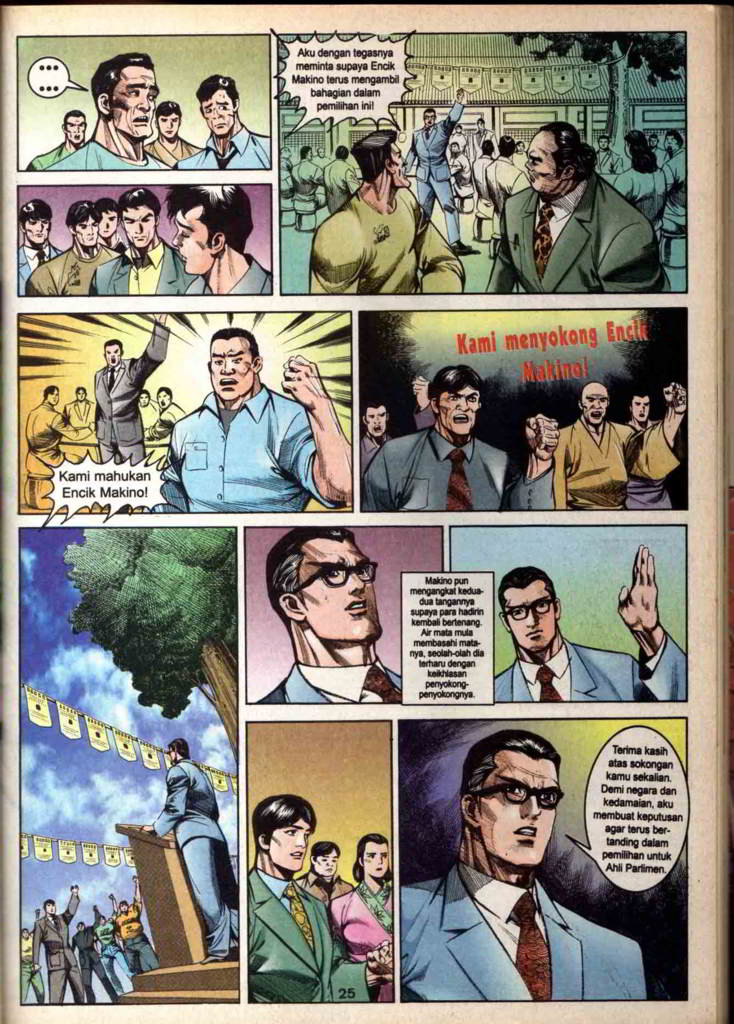 ...
...
Aku dengan tegasnya
meminta supaya Encik
Makino terus mengambil
bahagian dalam
pemilihan ini!
Kami mahukan
Encik Makino!
Kami menyokong Encik
Makino!
Makino pun
mengangkat kedua-
dua tangannya
supaya para hadirin
kembali bertenang.
Air mata mula
membasahi mata-
nya, seolah-olah dia
terharu dengan
keikhlasan
penyokong-
penyokongnya.
Terima kasih
atas sokongan
kamu sekalian.
Demi negara dan
kedamaian, aku
membuat keputusan
agar terus ber-
tanding dalam
pemilihan untuk
Ahli Parlimen.
25